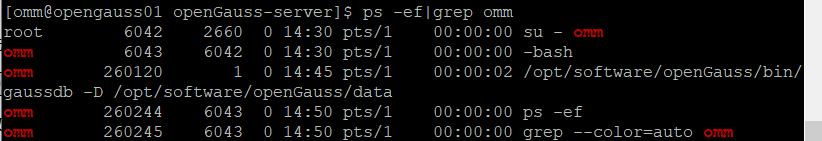 [omm@opengauss01 openGauss-server]$ ps -ef|grep omm
root        6042    2660  0 14:30 pts/1    00:00:00 su - omm
omm         6043    6042  0 14:30 pts/1    00:00:00 -bash
omm       260120       1  0 14:45 pts/1    00:00:02 /opt/software/openGauss/bin/
gaussdb -D /opt/software/openGauss/data
omm       260244    6043  0 14:50 pts/1    00:00:00 ps -ef
omm       260245    6043  0 14:50 pts/1    00:00:00 grep --color=auto omm